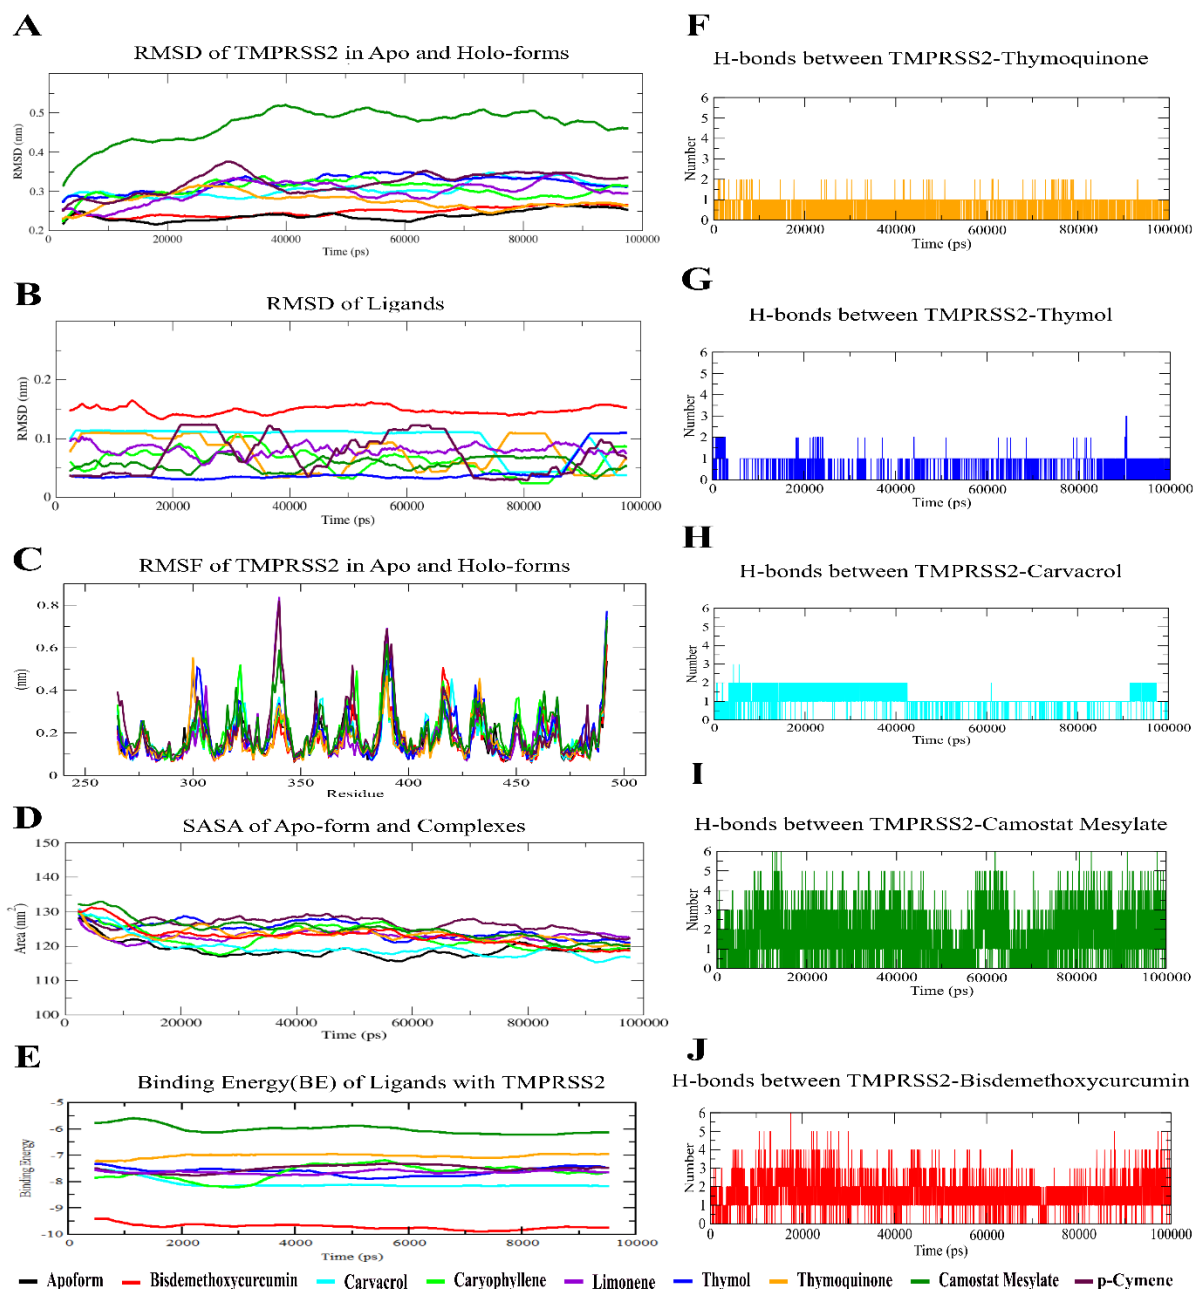 A
RMSD of TMPRSS2 in Apo and Holo-forms
RMSD (nm)
0.5
0.4
0.3
0.2
0 20000 40000 60000 80000 100000
Time (ps)
B
RMSD of Ligands
RMSD (nm)
0.2
0.1
0
0 20000 40000 60000 80000 100000
Time (ps)
C
RMSF of TMPRSS2 in Apo and Holo-forms
(nm)
0.8
0.6
0.4
0.2
0
250 300 350 400 450 500
Residue
D
SASA of Apo-form and Complexes
Area (nm²)
150
140
130
120
110
100
0 20000 40000 60000 80000 100000
Time (ps)
E
Binding Energy(BE) of Ligands with TMPRSS2
Binding Energy
-5
-6
-7
-8
-9
-10
0 2000 4000 6000 8000 10000
Time (ps)
F
H-bonds between TMPRSS2-Thymoquinone
Number
6
5
4
3
2
1
0
0 20000 40000 60000 80000 100000
Time (ps)
G
H-bonds between TMPRSS2-Thymol
Number
6
5
4
3
2
1
0
0 20000 40000 60000 80000 100000
Time (ps)
H
H-bonds between TMPRSS2-Carvacrol
Number
6
5
4
3
2
1
0
0 20000 40000 60000 80000 100000
Time (ps)
I
H-bonds between TMPRSS2-Camostat Mesylate
Number
6
5
4
3
2
1
0
0 20000 40000 60000 80000 100000
Time (ps)
J
H-bonds between TMPRSS2-Bisdemethoxycurcumin
Number
6
5
4
3
2
1
0
0 20000 40000 60000 80000 100000
Time (ps)
Apoform Bisdemethoxycurcumin Carvacrol Caryophyllene Limonene Thymol Thymoquinone Camostat Mesylate p-Cymene